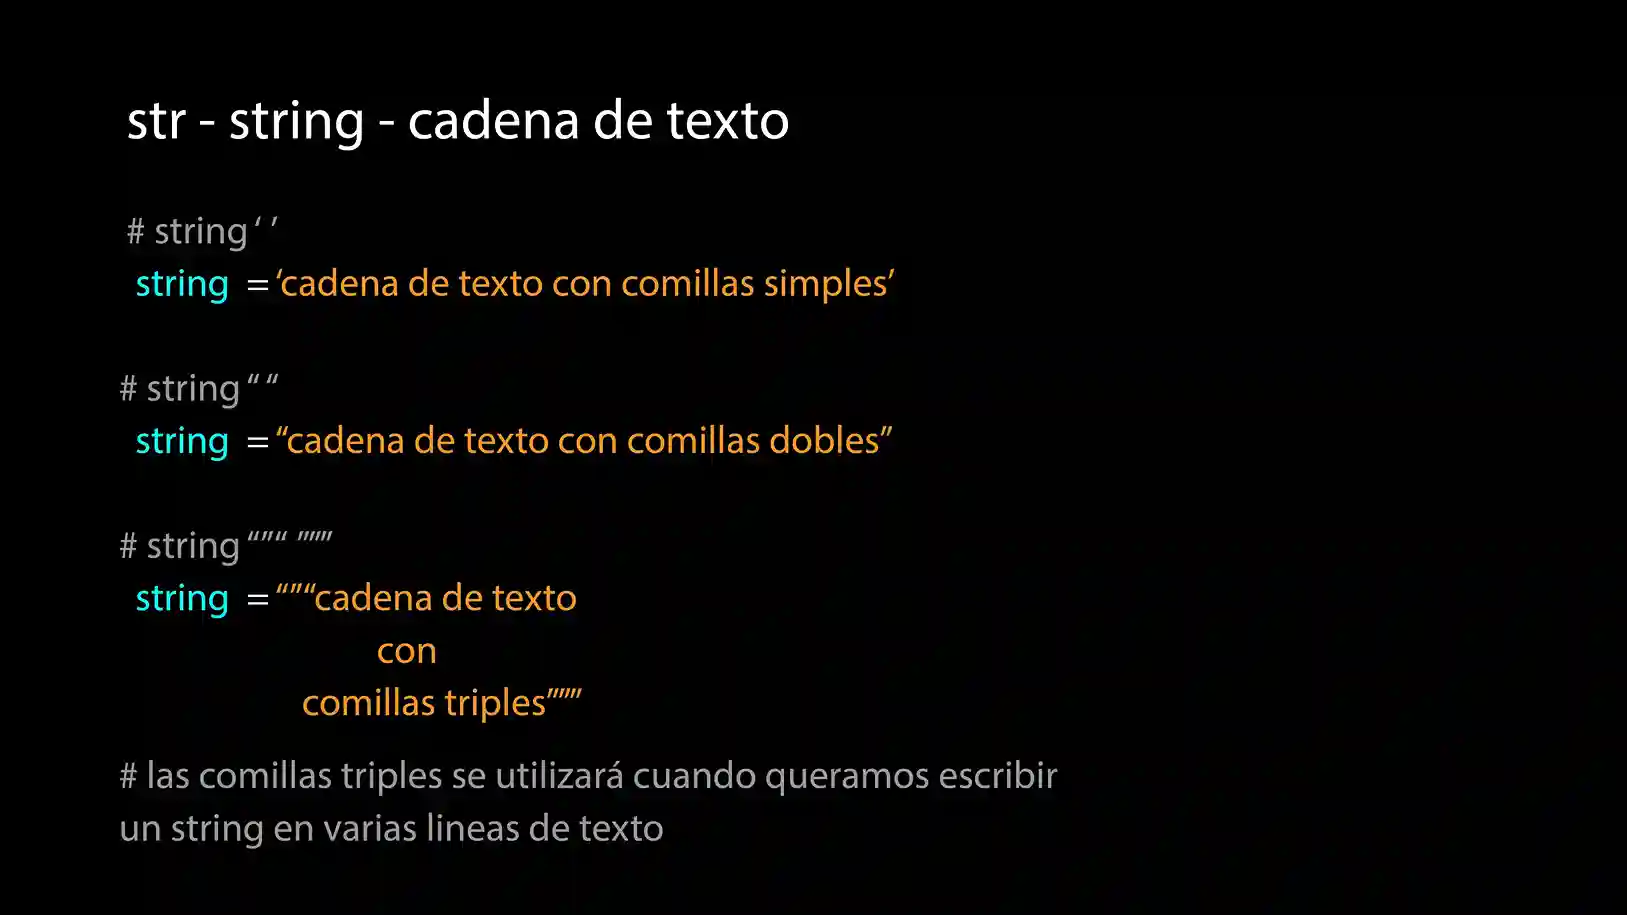 str - string - cadena de texto
# string ‘ ’
string = ‘cadena de texto con comillas simples’
# string “ “
string = “cadena de texto con comillas dobles”
# string “”“ ”””
string = “”“cadena de texto
con
comillas triples”””
# las comillas triples se utilizará cuando queramos escribir
un string en varias lineas de texto